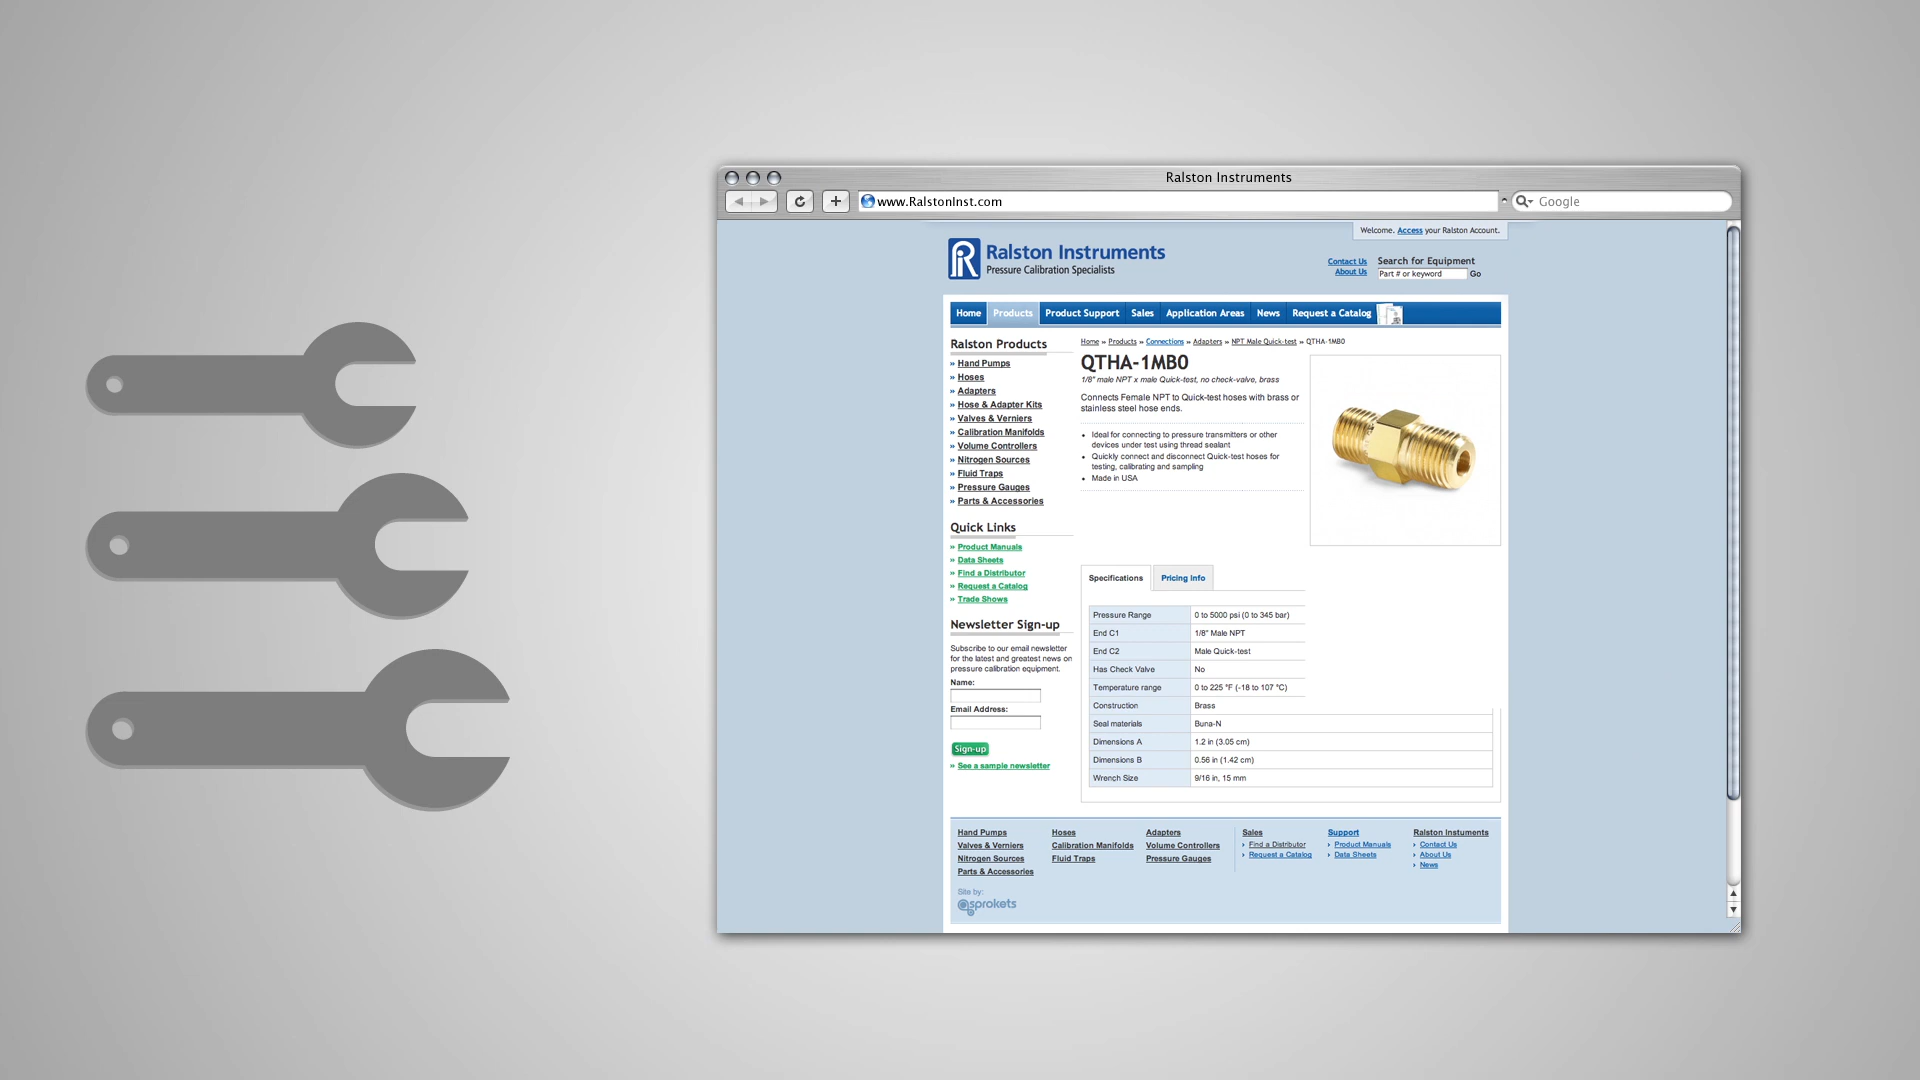 Ralston Instruments
www.RalstonInst.com
Google
Welcome. Access your Ralston Account.
Ralston Instruments
Pressure Calibration Specialists
Contact Us
About Us
Search for Equipment
Part # or keyword Go
Home Products Product Support Sales Application Areas News Request a Catalog
Ralston Products
» Hand Pumps
» Hoses
» Adapters
» Hose & Adapter Kits
» Valves & Verniers
» Calibration Manifolds
» Volume Controllers
» Nitrogen Sources
» Fluid Traps
» Pressure Gauges
» Parts & Accessories
Quick Links
» Product Manuals
» Data Sheets
» Find a Distributor
» Request a Catalog
» Trade Shows
Newsletter Sign-up
Subscribe to our email newsletter
for the latest and greatest news on
pressure calibration equipment.
Name:
Email Address:
Sign-up
» See a sample newsletter
Home » Products » Connections » Adapters » NPT Male Quick-test » QTHA-1MB0
QTHA-1MB0
1/8" male NPT x male Quick-test, no check-valve, brass
Connects Female NPT to Quick-test hoses with brass or
stainless steel hose ends.
• Ideal for connecting to pressure transmitters or other
devices under test using thread sealant
• Quickly connect and disconnect Quick-test hoses for
testing, calibrating and sampling
• Made in USA
Specifications Pricing Info
Pressure Range 0 to 5000 psi (0 to 345 bar)
End C1 1/8" Male NPT
End C2 Male Quick-test
Has Check Valve No
Temperature range 0 to 225 °F (-18 to 107 °C)
Construction Brass
Seal materials Buna-N
Dimensions A 1.2 in (3.05 cm)
Dimensions B 0.56 in (1.42 cm)
Wrench Size 9/16 in, 15 mm
Hand Pumps
Valves & Verniers
Nitrogen Sources
Parts & Accessories
Hoses
Calibration Manifolds
Fluid Traps
Adapters
Volume Controllers
Pressure Gauges
Sales
Find a Distributor
Request a Catalog
Support
Product Manuals
Data Sheets
Ralston Instuments
Contact Us
About Us
News
Site by:
sprokets